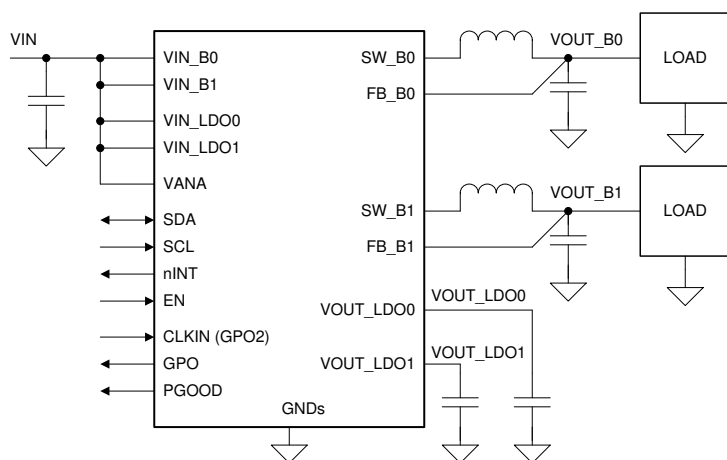 VIN
VIN_B0
VIN_B1
VIN_LDO0
VIN_LDO1
VANA
SDA
SCL
nINT
EN
CLKIN (GPO2)
GPO
PGOOD
GNDs
SW_B0
FB_B0
SW_B1
FB_B1
VOUT_LDO0
VOUT_LDO1
VOUT_B0
LOAD
VOUT_B1
LOAD
VOUT_LDO0
VOUT_LDO1